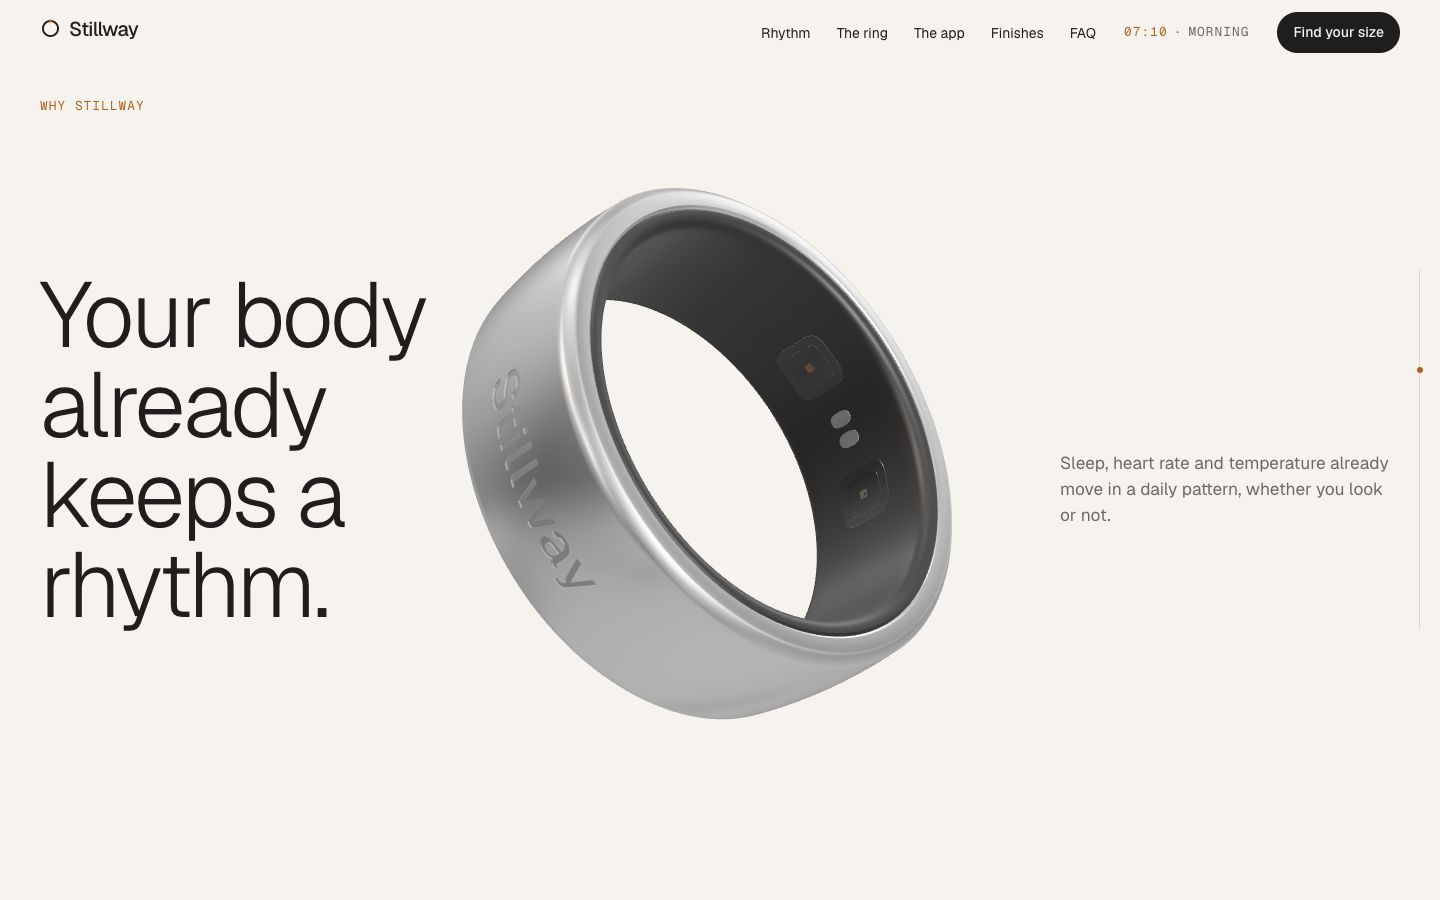 Stillway
Rhythm
The ring
The app
Finishes
FAQ
07:10 · MORNING
Find your size
WHY STILLWAY
Your body
already
keeps a
rhythm.
Stillway
Sleep, heart rate and temperature already
move in a daily pattern, whether you look
or not.